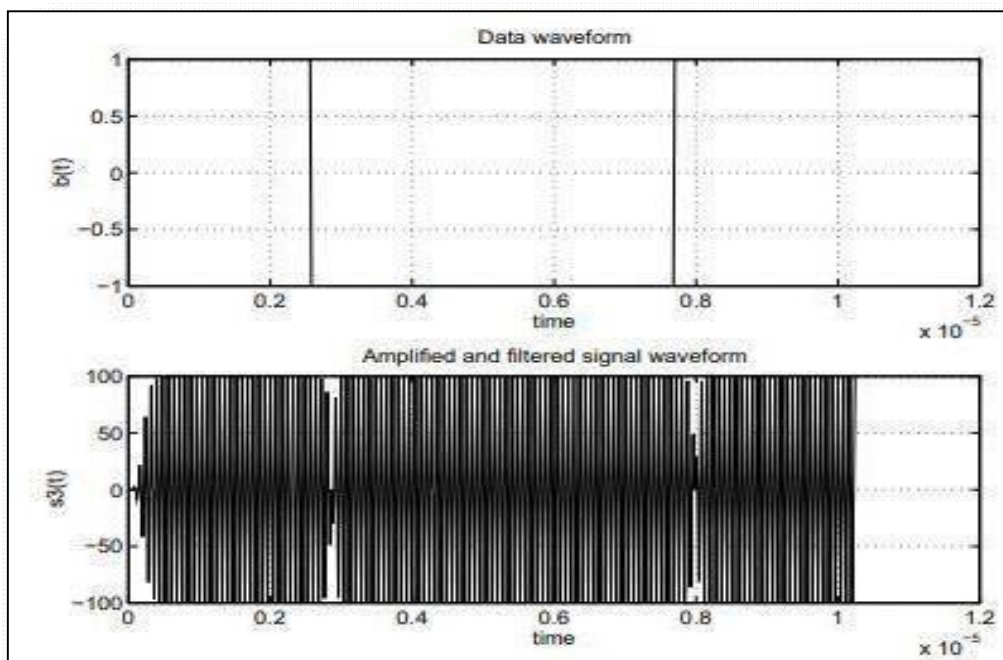 Data waveform
1
0.5
0
−0.5
−1
b(t)
0 0.2 0.4 0.6 0.8 1 1.2
time
x 10⁻⁵
Amplified and filtered signal waveform
100
50
0
−50
−100
s3(t)
0 0.2 0.4 0.6 0.8 1 1.2
time
x 10⁻⁵